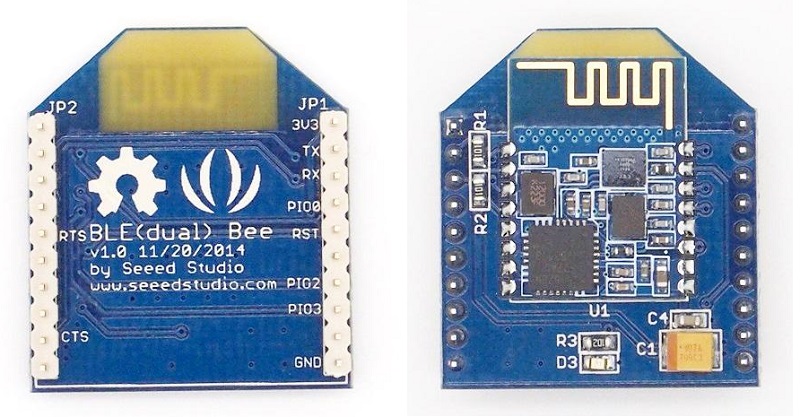 JP2
JP1
3V3
TX
RX
PIO0
RTS
BLE(dual) Bee
RST
v1.0 11/20/2014
by Seeed Studio
www.seeedstudio.com
PIO2
PIO3
CTS
GND
R1
R2
U1
C4
R3
C1
D3